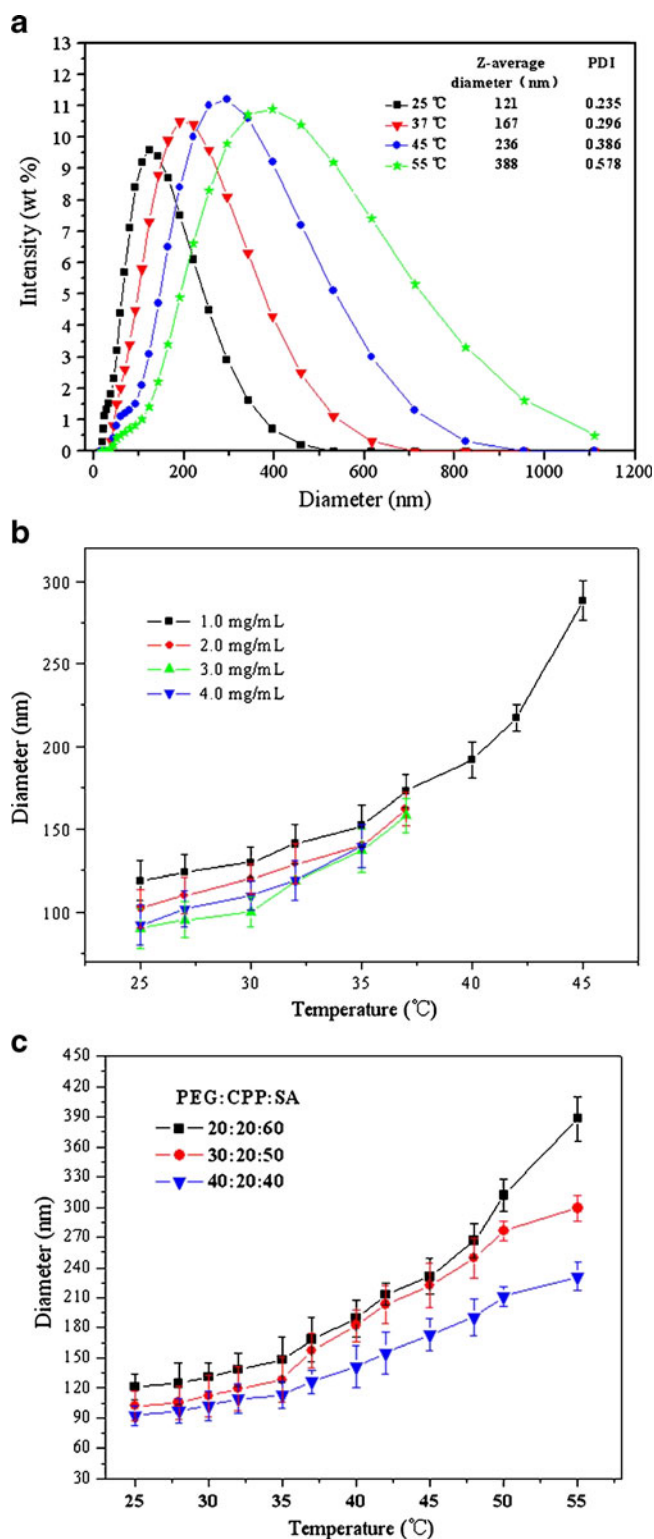 a
Z-average PDI
diameter (nm)
25 ℃ 121 0.235
37 ℃ 167 0.296
45 ℃ 236 0.386
55 ℃ 388 0.578
13
12
11
10
9
8
7
6
5
4
3
2
1
0
Intensity (wt %)
0 200 400 600 800 1000 1200
Diameter (nm)
b
1.0 mg/mL
2.0 mg/mL
3.0 mg/mL
4.0 mg/mL
300
250
200
150
100
Diameter (nm)
25 30 35 40 45
Temperature (℃)
c
PEG:CPP:SA
20:20:60
30:20:50
40:20:40
450
420
390
360
330
300
270
240
210
180
150
120
90
60
30
Diameter (nm)
25 30 35 40 45 50 55
Temperature (℃)